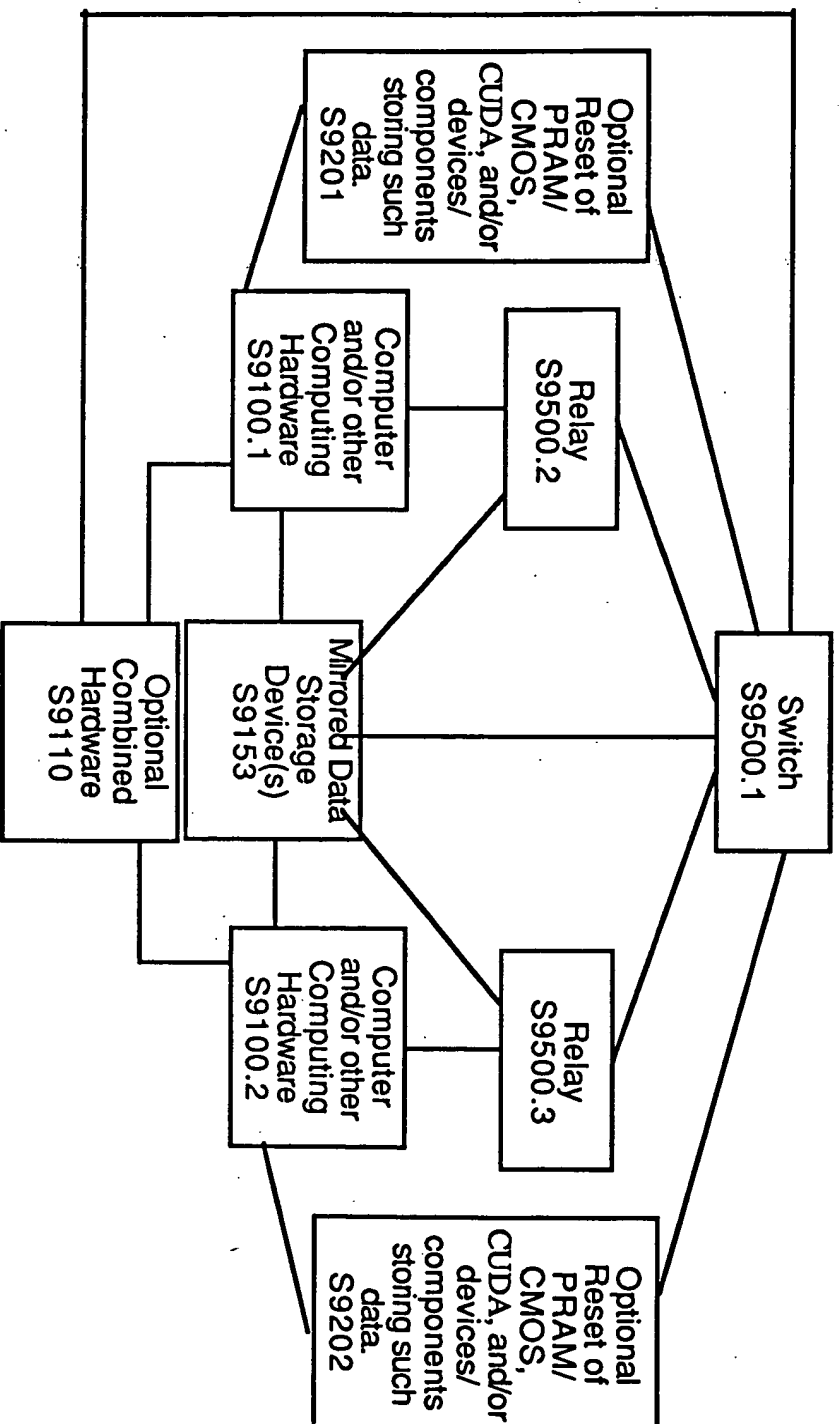 Switch
S9500.1
Optional
Reset of
PRAM/
CMOS,
CUDA, and/or
devices/
components
storing such
data.
S9201
Relay
S9500.2
Relay
S9500.3
Optional
Reset of
PRAM/
CMOS,
CUDA, and/or
devices/
components
storing such
data.
S9202
Computer
and/or other
Computing
Hardware
S9100.1
Mirrored Data
Storage
Device(s)
S9153
Computer
and/or other
Computing
Hardware
S9100.2
Optional
Combined
Hardware
S9110